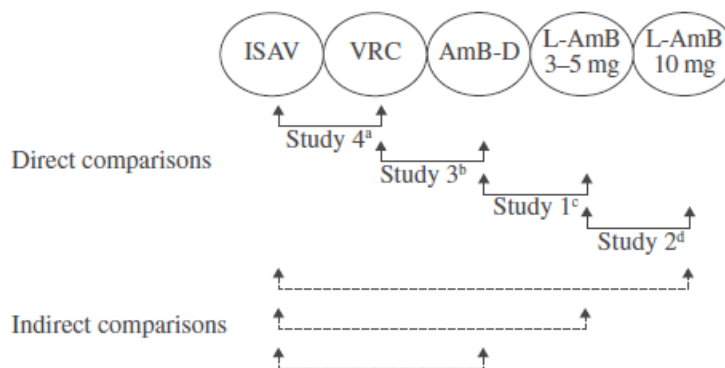 ISAV VRC AmB-D L-AmB 3–5 mg L-AmB 10 mg
Direct comparisons
Study 4ᵃ
Study 3ᵇ
Study 1ᶜ
Study 2ᵈ
Indirect comparisons